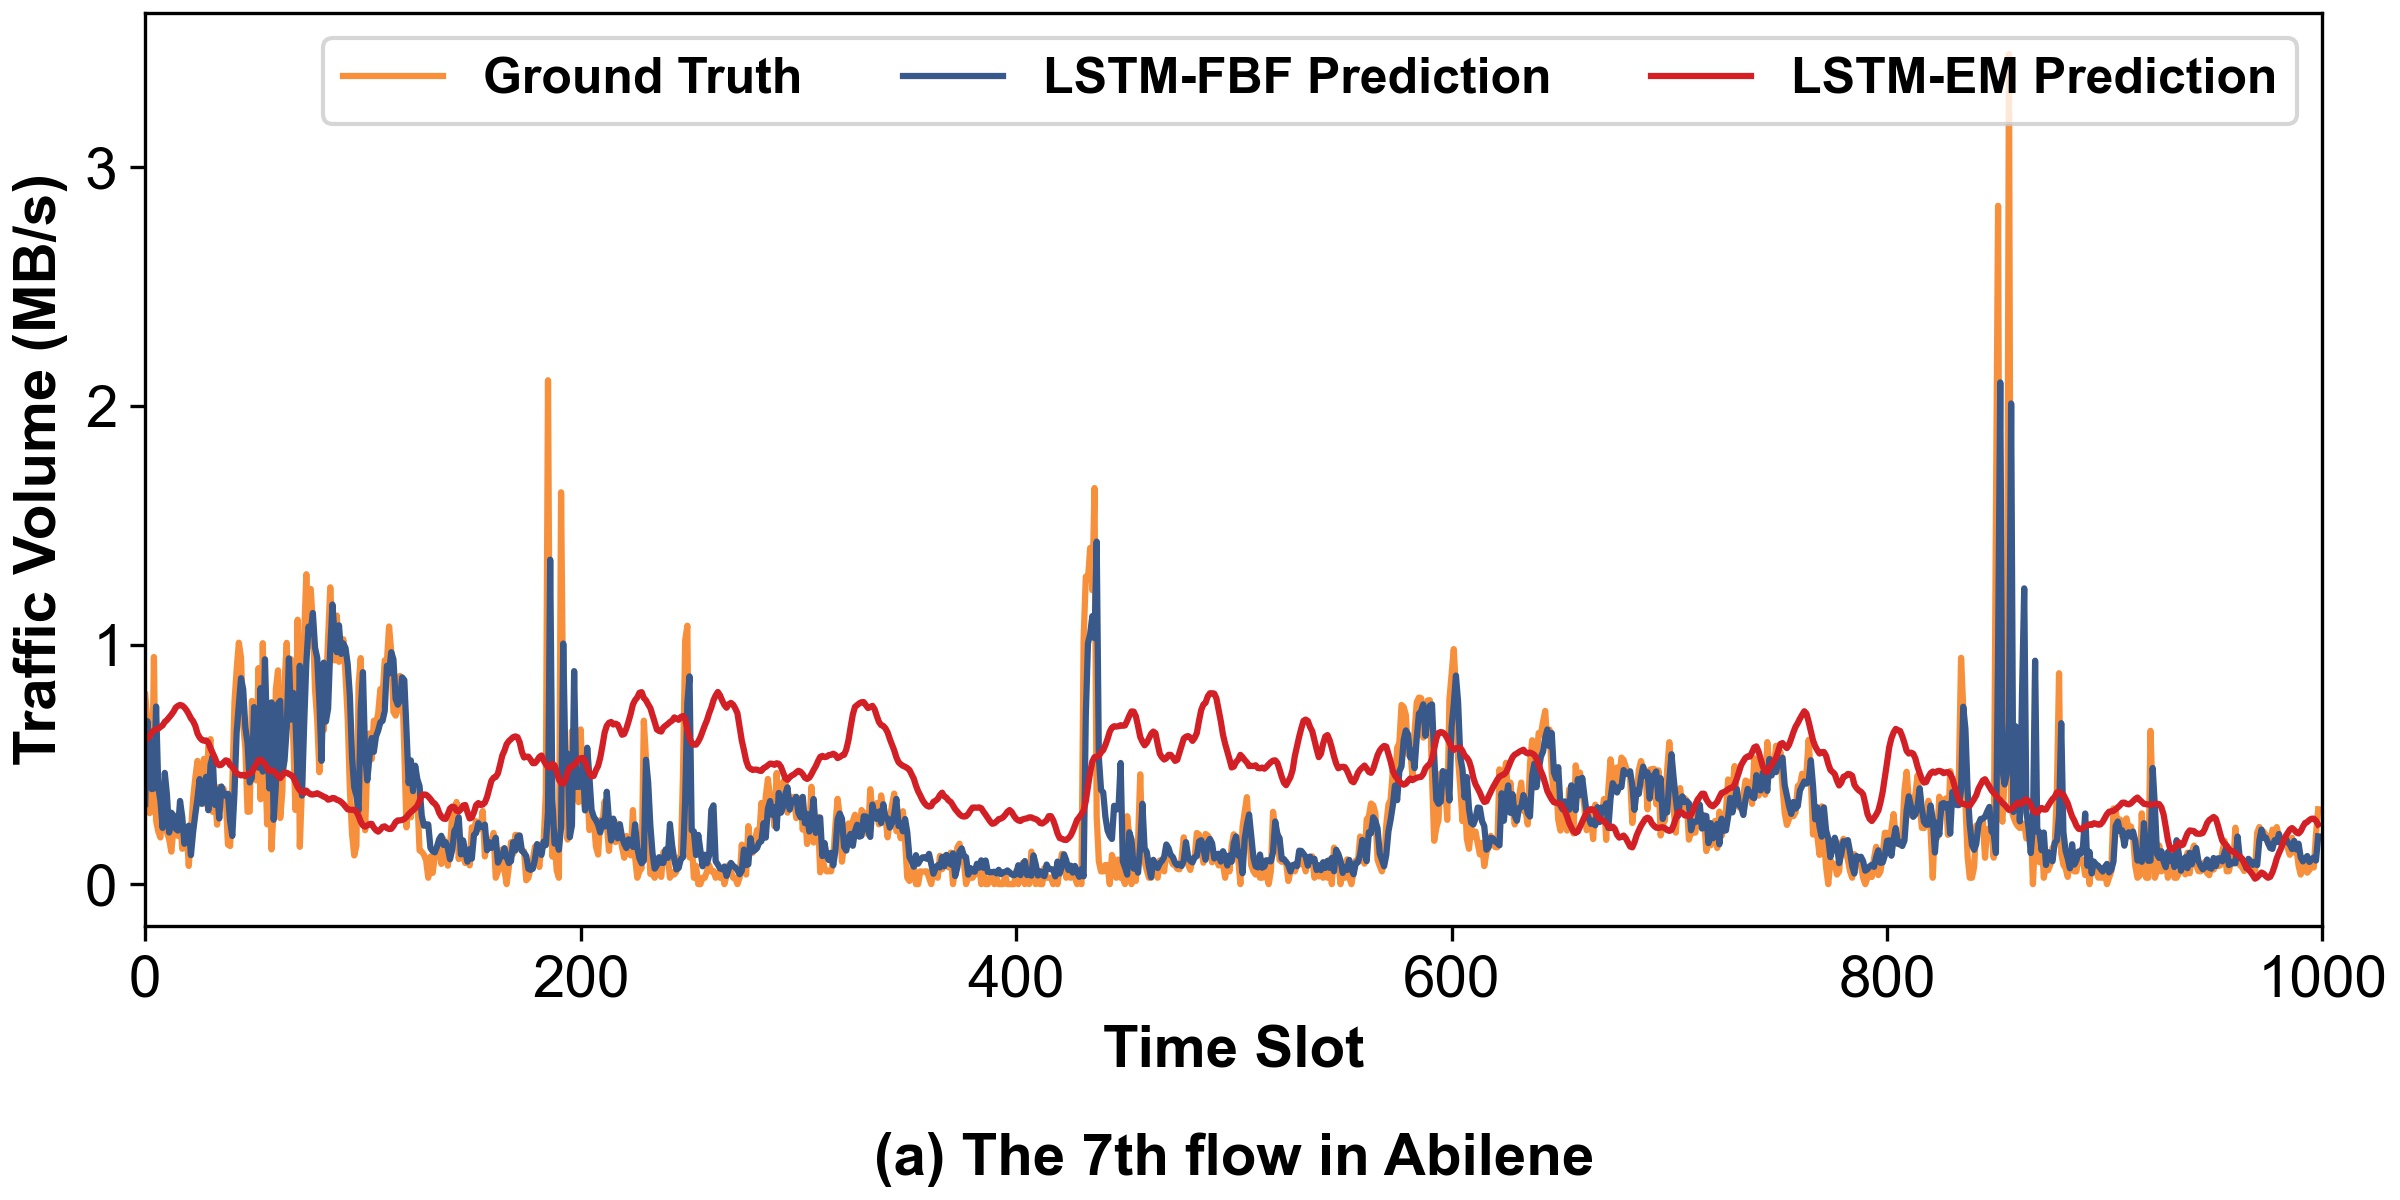 Ground Truth
LSTM-FBF Prediction
LSTM-EM Prediction
Traffic Volume (MB/s)
3
2
1
0
0
200
400
600
800
1000
Time Slot
(a) The 7th flow in Abilene